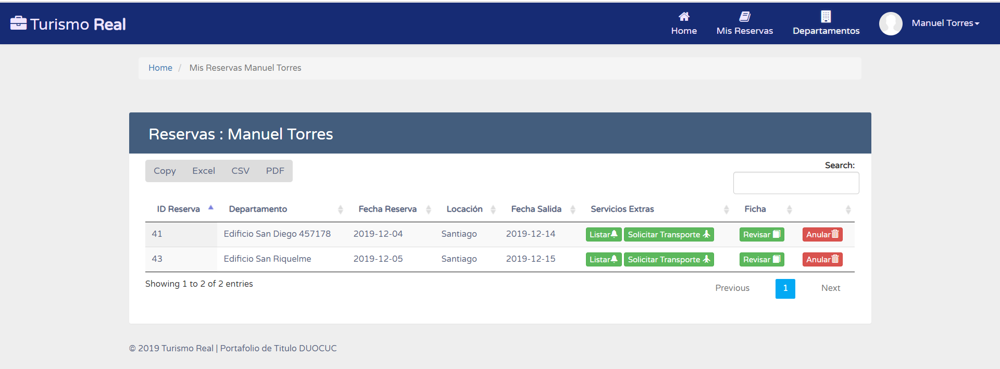 Turismo Real
Home
Mis Reservas
Departamentos
Manuel Torres
Home / Mis Reservas Manuel Torres
Reservas : Manuel Torres
Copy Excel CSV PDF
Search:
ID Reserva Departamento Fecha Reserva Locación Fecha Salida Servicios Extras Ficha
41 Edificio San Diego 457178 2019-12-04 Santiago 2019-12-14 Listar Solicitar Transporte Revisar Anular
43 Edificio San Riquelme 2019-12-05 Santiago 2019-12-15 Listar Solicitar Transporte Revisar Anular
Showing 1 to 2 of 2 entries
Previous 1 Next
© 2019 Turismo Real | Portafolio de Titulo DUOCUC